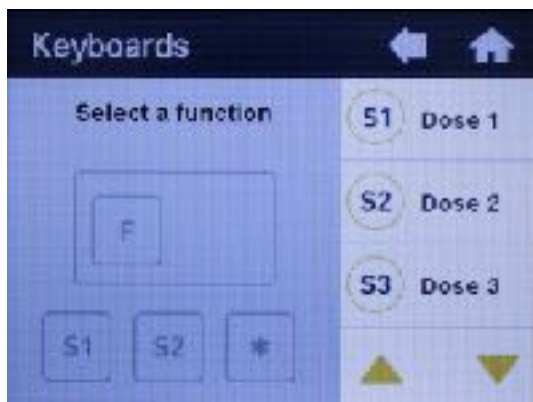 Keyboards
Select a function
F
S1 S2 *
S1 Dose 1
S2 Dose 2
S3 Dose 3